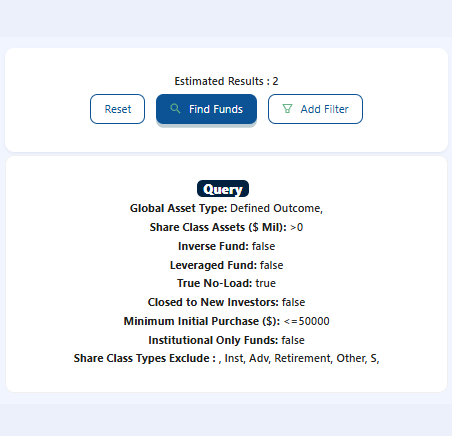 Estimated Results : 2
Reset
Find Funds
Add Filter
Query
Global Asset Type: Defined Outcome,
Share Class Assets ($ Mil): >0
Inverse Fund: false
Leveraged Fund: false
True No-Load: true
Closed to New Investors: false
Minimum Initial Purchase ($): <=50000
Institutional Only Funds: false
Share Class Types Exclude : , Inst, Adv, Retirement, Other, S,